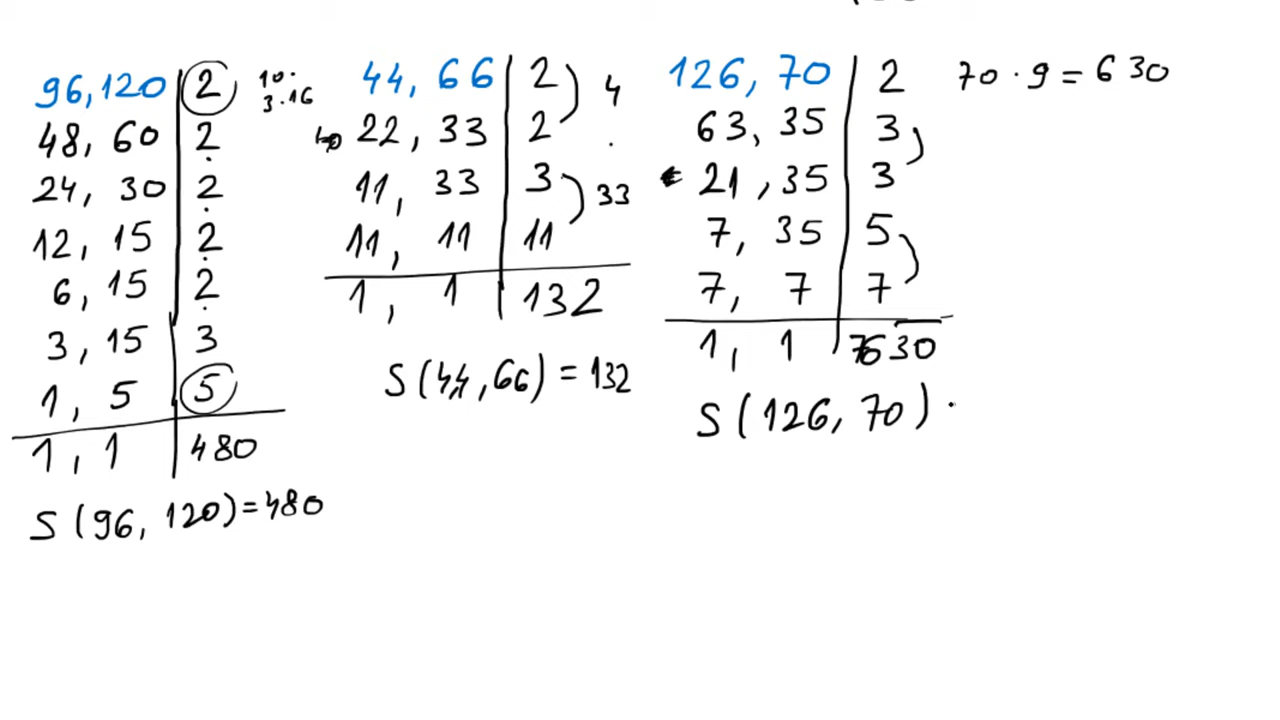 96,120 | 2
10·
3·16
48, 60 | 2
24, 30 | 2
12, 15 | 2
6, 15 | 2
3, 15 | 3
1, 5 | 5
1, 1 | 480
S(96, 120)=480
44, 66 | 2
4
22, 33 | 2
11, 33 | 3
33
11, 11 | 11
1, 1 | 132
S(44,66) = 132
126, 70 | 2
70·9=630
63, 35 | 3
21, 35 | 3
7, 35 | 5
7, 7 | 7
1, 1 | 630
S(126, 70)